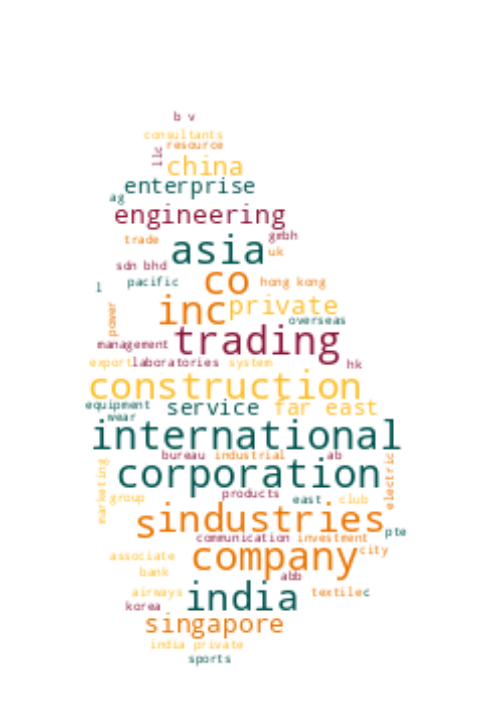 b v
consultants
resource
llc
china
enterprise
ag
engineering
trade
gmbh
asia
uk
sdn bhd
pacific
co
hong kong
l
inc
private
power
overseas
trading
management
export
laboratories
system
hk
construction
equipment
service
far east
wear
international
bureau
industrial
ab
corporation
marketing
electric
group
products
east
club
s
industries
pte
communication
investment
company
city
associate
bank
abb
airways
india
textile
c
korea
singapore
india private
sports